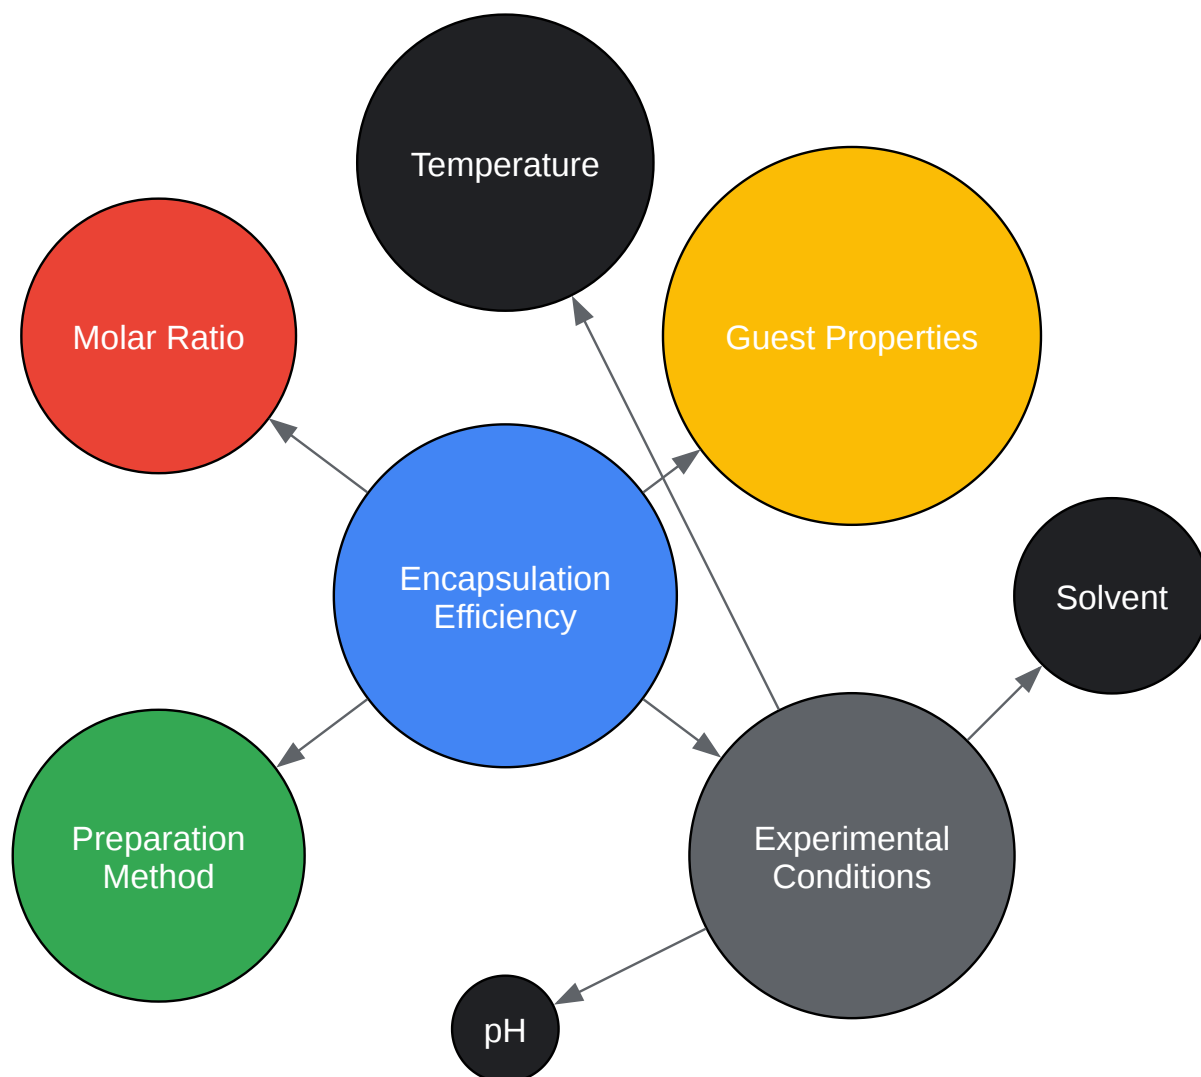 Temperature
Molar Ratio
Guest Properties
Encapsulation
Efficiency
Solvent
Preparation
Method
Experimental
Conditions
pH